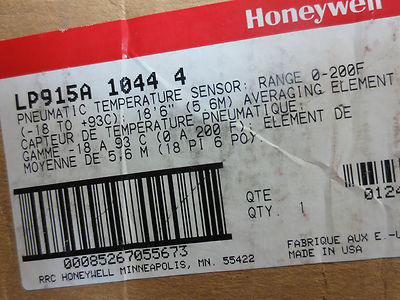 Honeywell
LP915A 1044 4
PNEUMATIC TEMPERATURE SENSOR: RANGE 0-200F
(-18 TO +93C); 18'6" (5.6M) AVERAGING ELEMENT
CAPTEUR DE TEMPERATURE PNEUMATIQUE:
GAMME -18 A 93 C (0 A 200 F); ELEMENT DE
MOYENNE DE 5,6 M (18 PI 6 PO).
QTE
QTY. 1
0124
00085267055673
RRC HONEYWELL MINNEAPOLIS, MN. 55422
FABRIQUE AUX E.-U
MADE IN USA